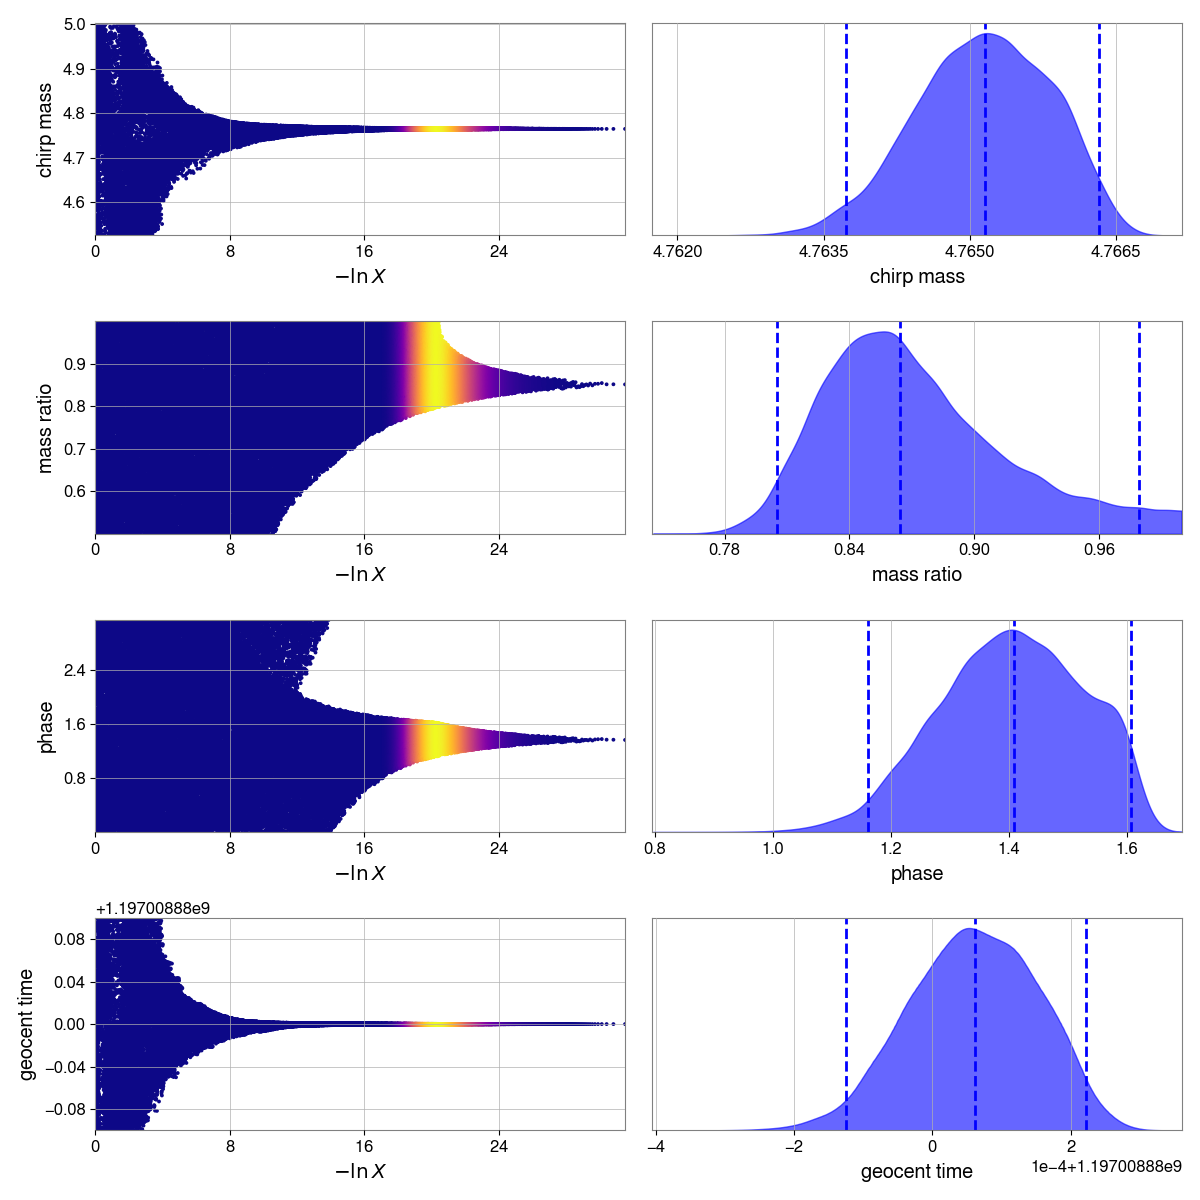 5.0
4.9
4.8
4.7
4.6
chirp mass
0 8 16 24
−ln X
4.7620 4.7635 4.7650 4.7665
chirp mass
0.9
0.8
0.7
0.6
mass ratio
0 8 16 24
−ln X
0.78 0.84 0.90 0.96
mass ratio
2.4
1.6
0.8
phase
0 8 16 24
−ln X
0.8 1.0 1.2 1.4 1.6
phase
+1.19700888e9
0.08
0.04
0.00
−0.04
−0.08
geocent time
0 8 16 24
−ln X
−4 −2 0 2
1e−4+1.19700888e9
geocent time